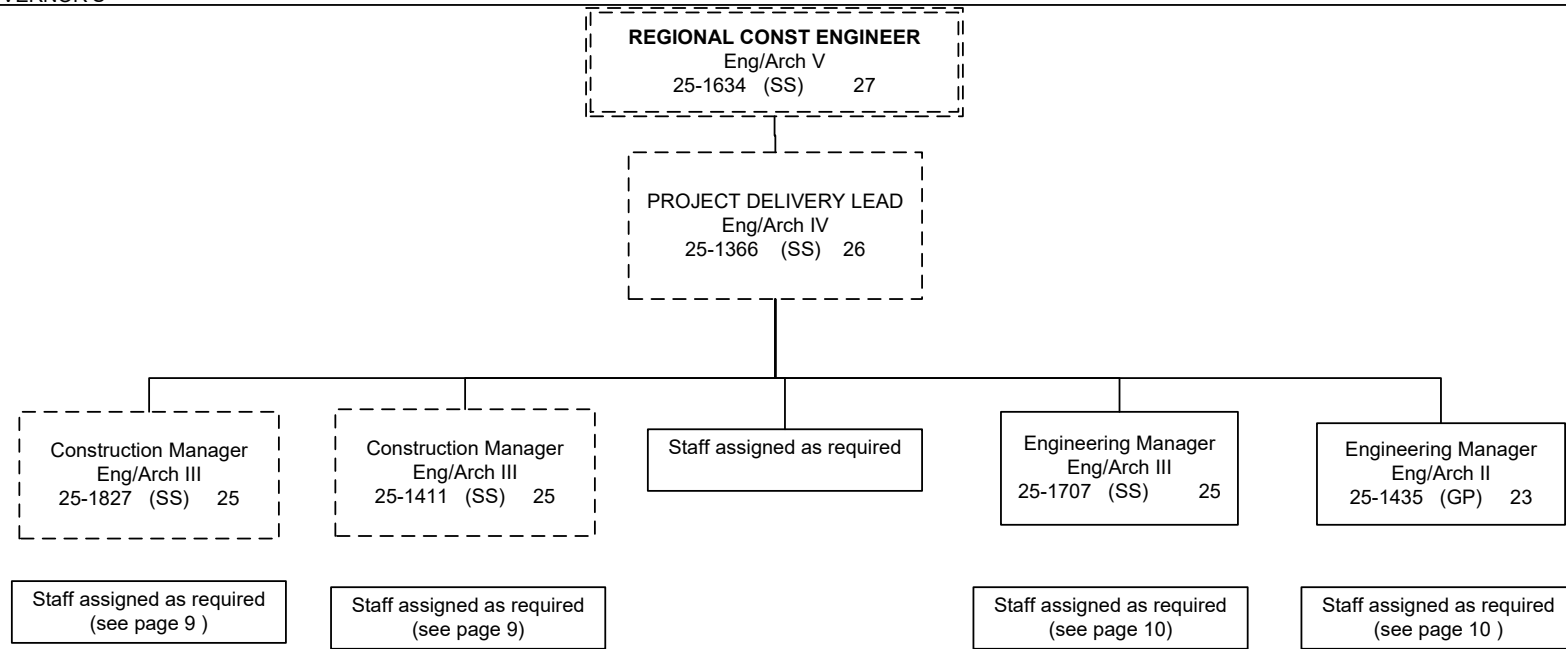 REGIONAL CONST ENGINEER
Eng/Arch V
25-1634 (SS) 27
PROJECT DELIVERY LEAD
Eng/Arch IV
25-1366 (SS) 26
Construction Manager
Eng/Arch III
25-1827 (SS) 25
Construction Manager
Eng/Arch III
25-1411 (SS) 25
Staff assigned as required
Engineering Manager
Eng/Arch III
25-1707 (SS) 25
Engineering Manager
Eng/Arch II
25-1435 (GP) 23
Staff assigned as required
(see page 9 )
Staff assigned as required
(see page 9)
Staff assigned as required
(see page 10)
Staff assigned as required
(see page 10 )